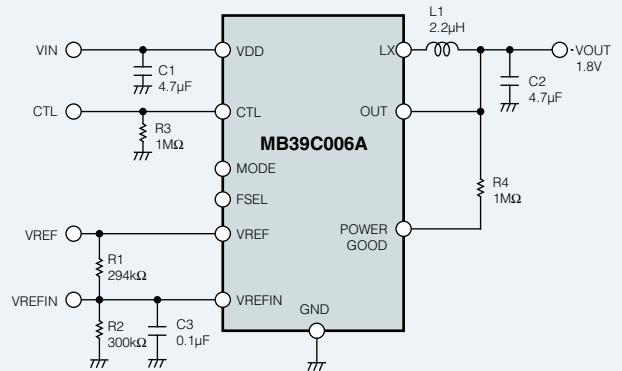 L1
2.2µH
VIN
VDD
LX
·VOUT
1.8V
C1
4.7µF
C2
4.7µF
CTL
CTL
OUT
R3
1MΩ
MB39C006A
MODE
R4
1MΩ
FSEL
POWER
GOOD
VREF
VREF
R1
294kΩ
VREFIN
VREFIN
GND
R2
300kΩ
C3
0.1µF